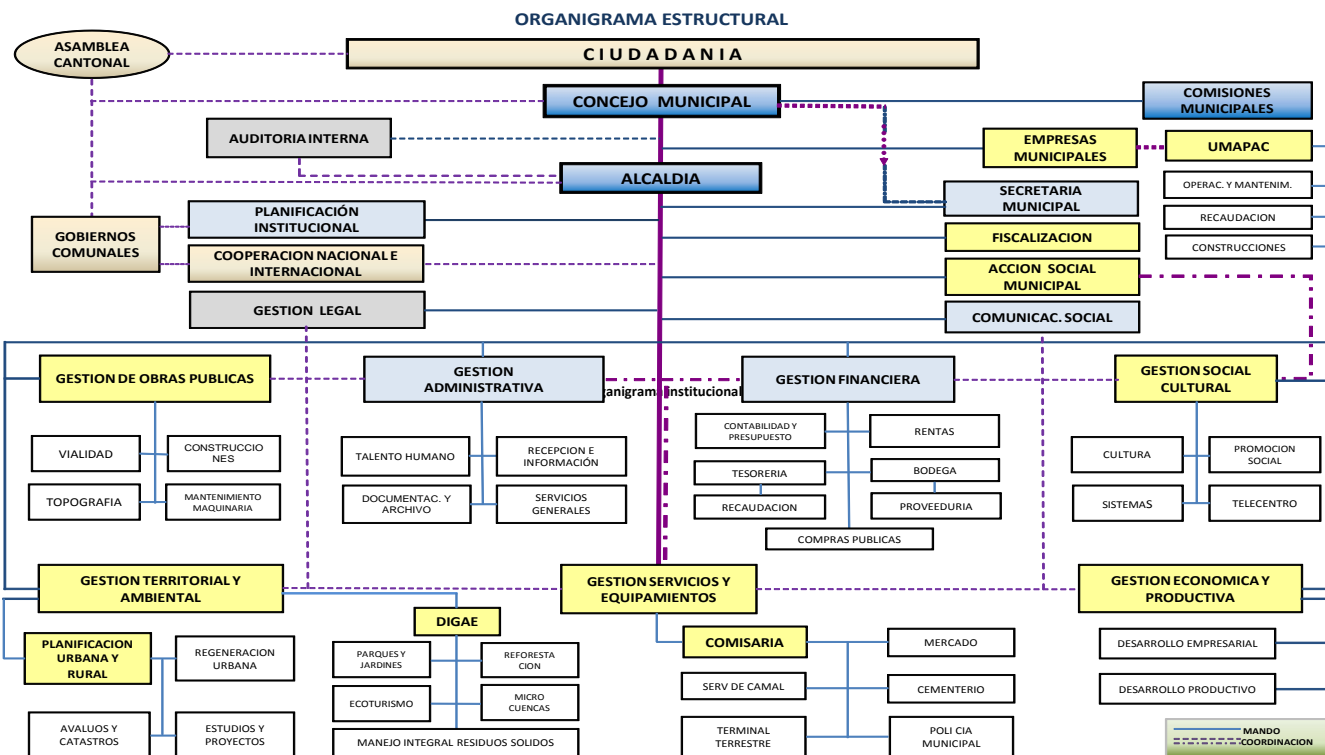 ORGANIGRAMA ESTRUCTURAL
ASAMBLEA
CANTONAL
C I U D A D A N I A
CONCEJO MUNICIPAL
COMISIONES
MUNICIPALES
AUDITORIA INTERNA
EMPRESAS
MUNICIPALES
UMAPAC
ALCALDIA
OPERAC. Y MANTENIM.
SECRETARIA
MUNICIPAL
PLANIFICACIÓN
INSTITUCIONAL
RECAUDACION
GOBIERNOS
COMUNALES
FISCALIZACION
CONSTRUCCIONES
COOPERACION NACIONAL E
INTERNACIONAL
ACCION SOCIAL
MUNICIPAL
GESTION LEGAL
COMUNICAC. SOCIAL
GESTION DE OBRAS PUBLICAS
GESTION
ADMINISTRATIVA
GESTION FINANCIERA
GESTION SOCIAL
CULTURAL
ganigrama institucional
VIALIDAD
CONSTRUCCIO
NES
TOPOGRAFIA
MANTENIMIENTO
MAQUINARIA
TALENTO HUMANO
RECEPCION E
INFORMACIÓN
DOCUMENTAC. Y
ARCHIVO
SERVICIOS
GENERALES
CONTABILIDAD Y
PRESUPUESTO
RENTAS
TESORERIA
BODEGA
RECAUDACION
PROVEEDURIA
COMPRAS PUBLICAS
CULTURA
PROMOCION
SOCIAL
SISTEMAS
TELECENTRO
GESTION TERRITORIAL Y
AMBIENTAL
GESTION SERVICIOS Y
EQUIPAMIENTOS
GESTION ECONOMICA Y
PRODUCTIVA
PLANIFICACION
URBANA Y
RURAL
REGENERACION
URBANA
AVALUOS Y
CATASTROS
ESTUDIOS Y
PROYECTOS
DIGAE
PARQUES Y
JARDINES
REFORESTA
CION
ECOTURISMO
MICRO
CUENCAS
MANEJO INTEGRAL RESIDUOS SOLIDOS
COMISARIA
MERCADO
SERV DE CAMAL
CEMENTERIO
TERMINAL
TERRESTRE
POLI CIA
MUNICIPAL
DESARROLLO EMPRESARIAL
DESARROLLO PRODUCTIVO
MANDO
COORDINACION